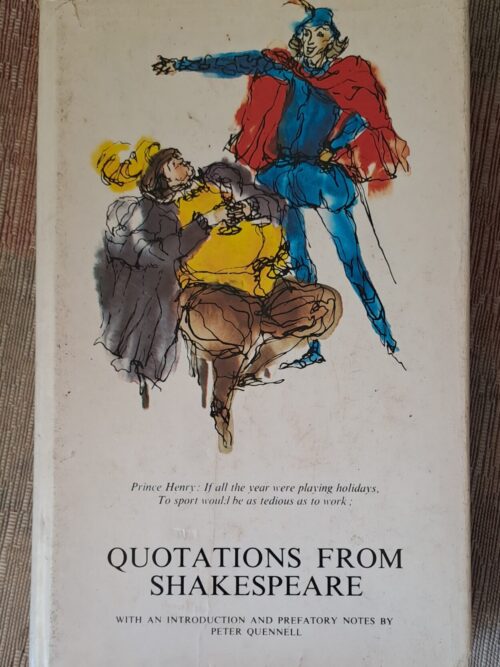 Prince Henry: If all the year were playing holidays,
To sport would be as tedious as to work;
QUOTATIONS FROM
SHAKESPEARE
WITH AN INTRODUCTION AND PREFATORY NOTES BY
PETER QUENNELL